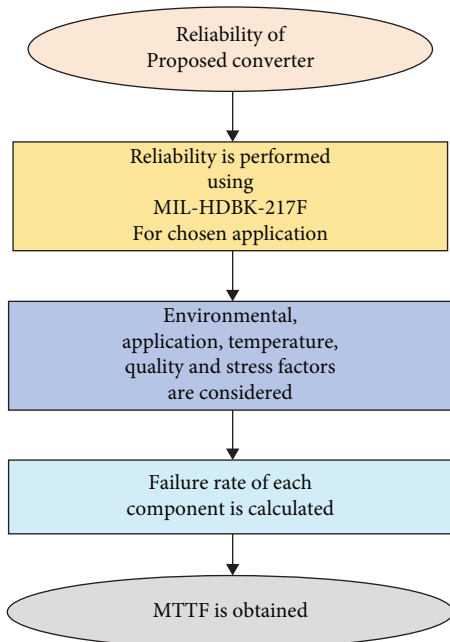 Reliability of
Proposed converter
Reliability is performed
using
MIL-HDBK-217F
For chosen application
Environmental,
application, temperature,
quality and stress factors
are considered
Failure rate of each
component is calculated
MTTF is obtained